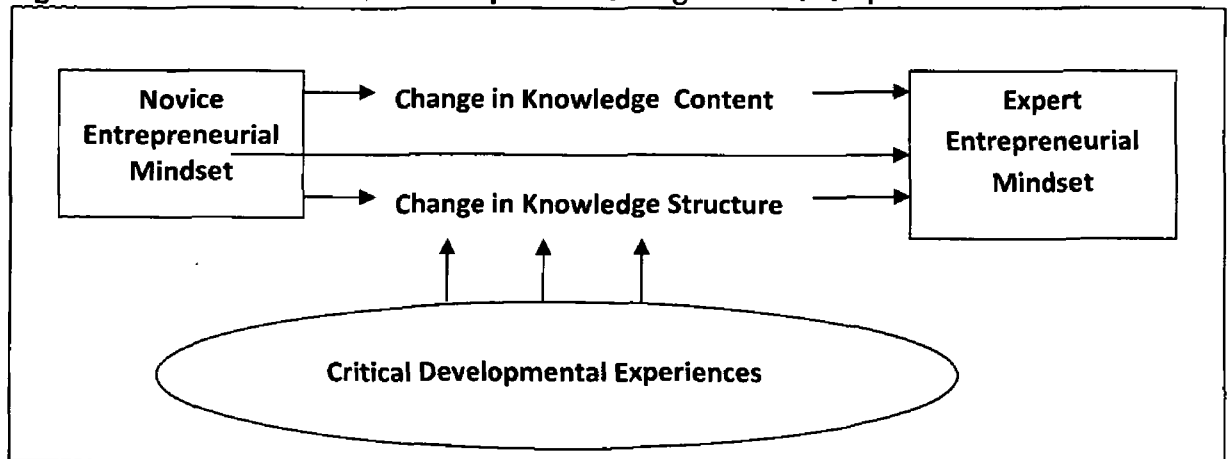 Novice
Entrepreneurial
Mindset
Change in Knowledge Content
Change in Knowledge Structure
Expert
Entrepreneurial
Mindset
Critical Developmental Experiences